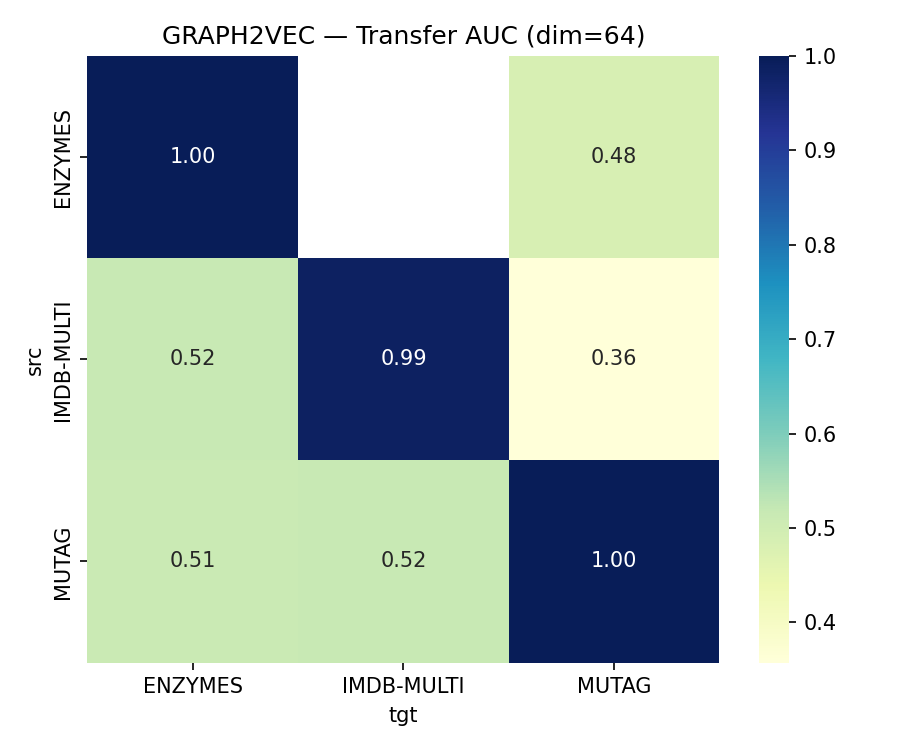 GRAPH2VEC — Transfer AUC (dim=64)
ENZYMES
1.00
0.48
1.0
0.9
0.8
src
IMDB-MULTI
0.52
0.99
0.36
0.7
0.6
MUTAG
0.51
0.52
1.00
0.5
0.4
ENZYMES
IMDB-MULTI
MUTAG
tgt